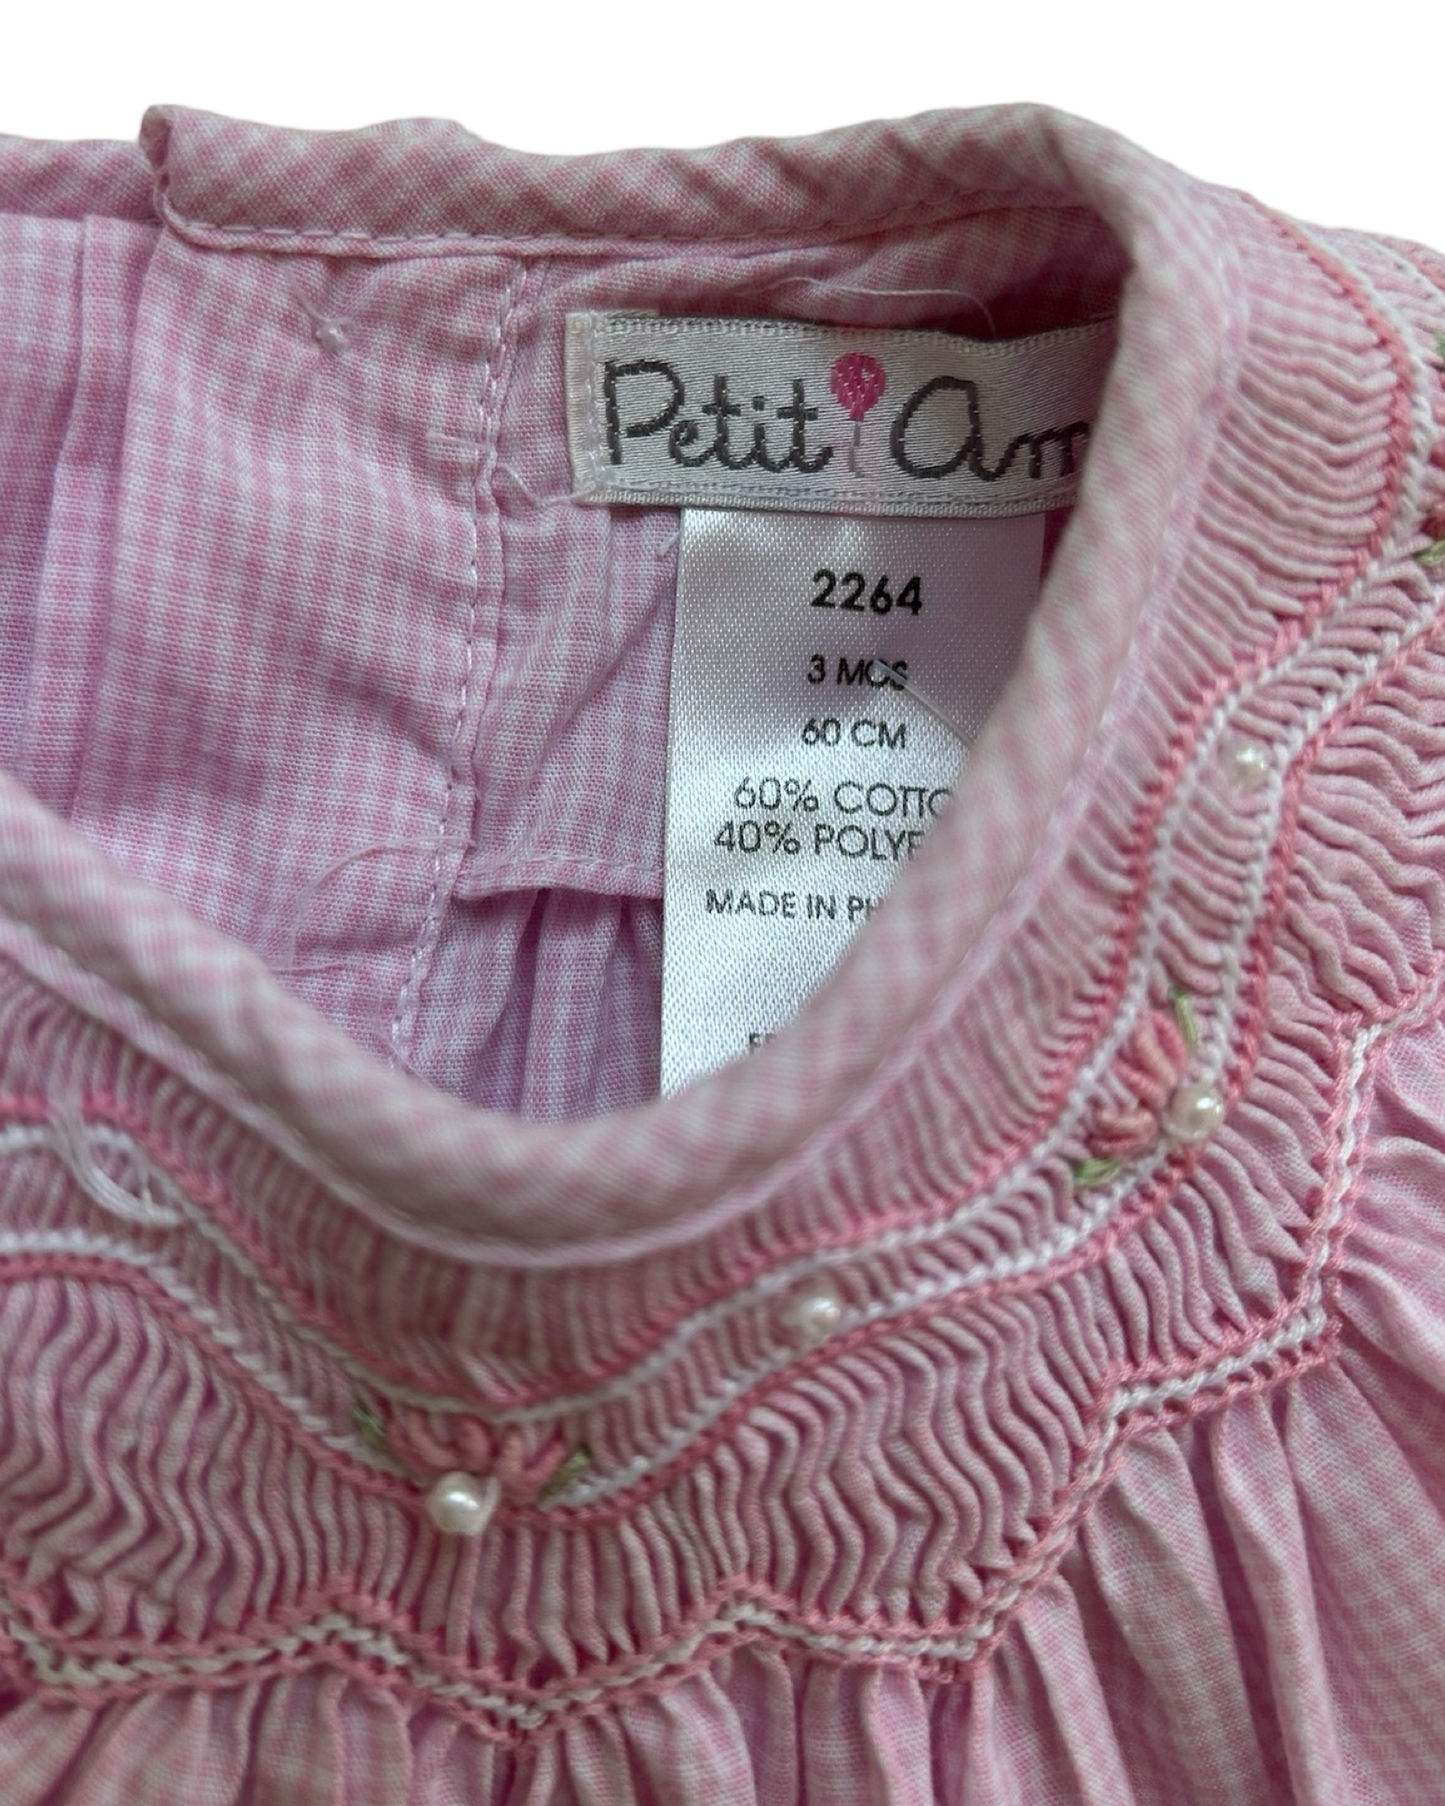 Petit Am
2264
3 MOS
60 CM
60% COTTO
40% POLYE
MADE IN PH